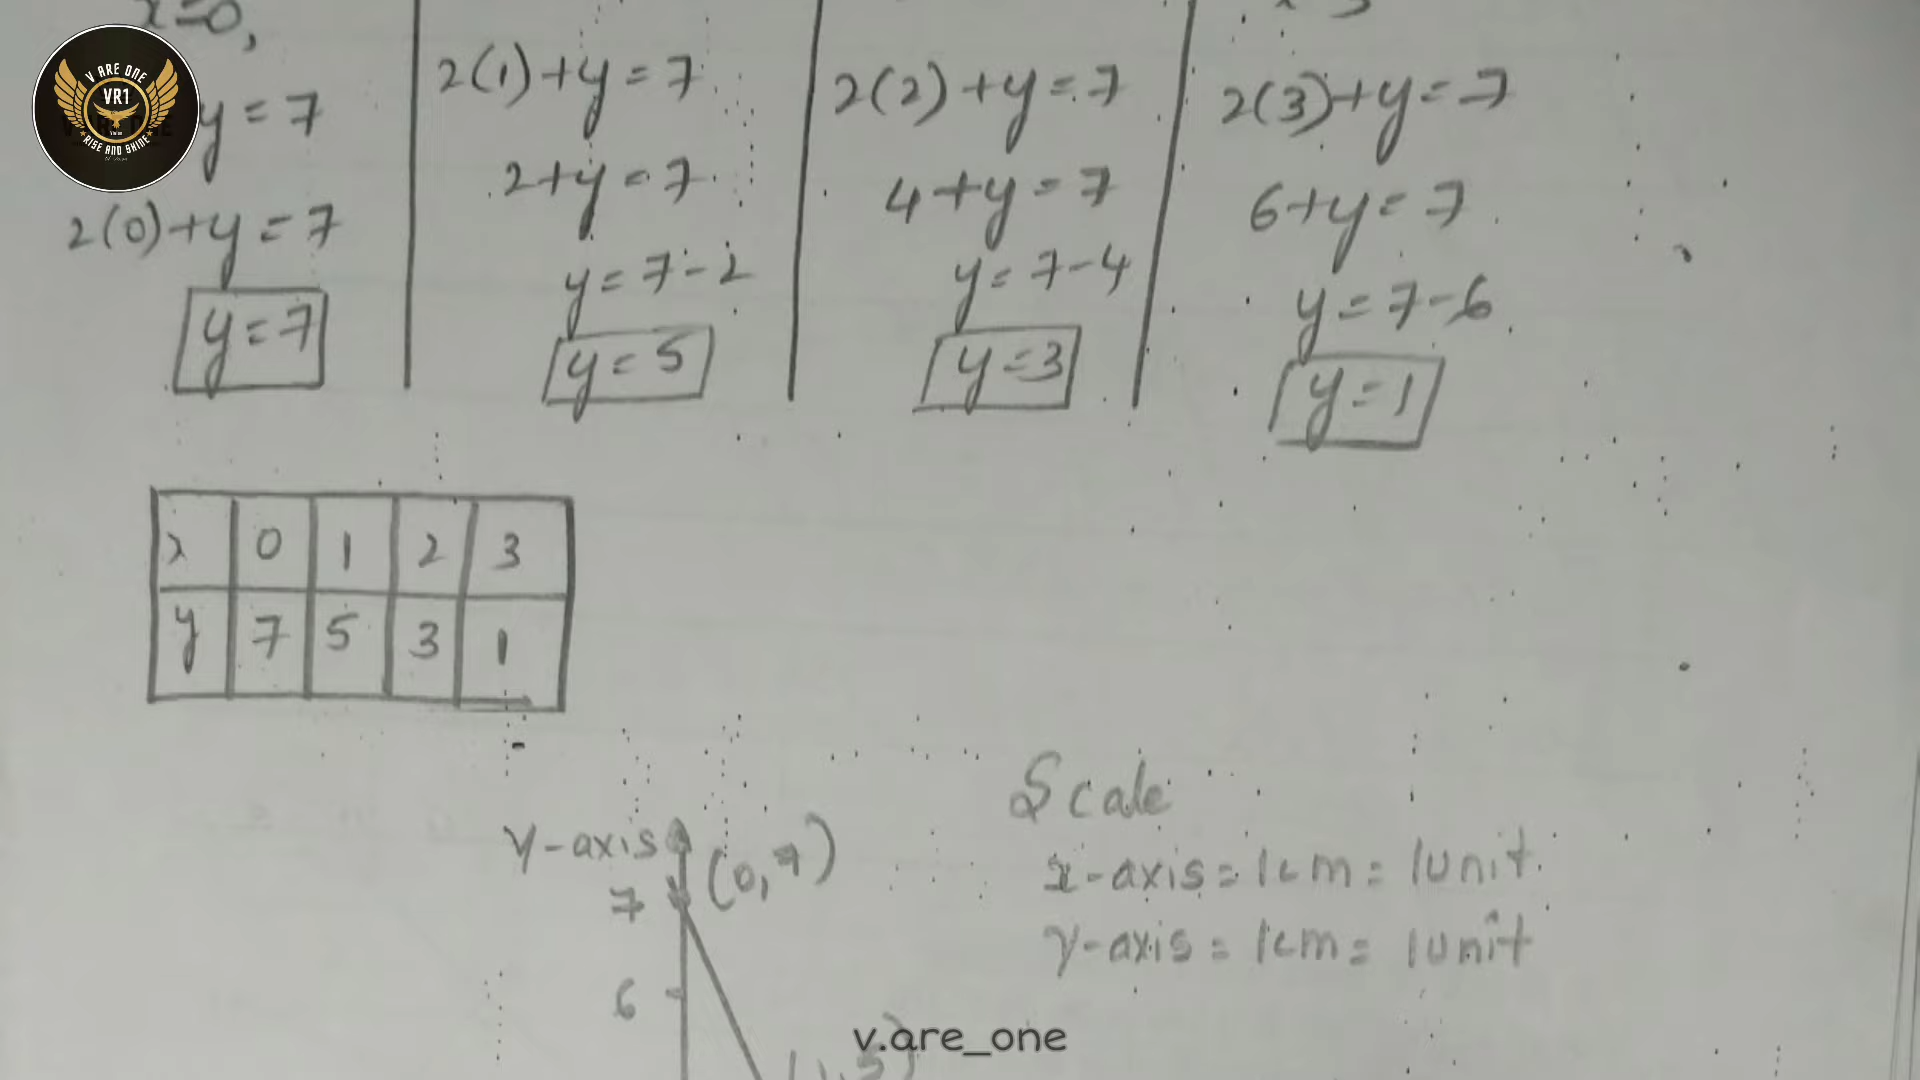 x=0,
y=7
2(0)+y=7
y=7
2(1)+y=7
2+y=7
y=7-2
y=5
2(2)+y=7
4+y=7
y=7-4
y=3
2(3)+y=7
6+y=7
y=7-6
y=1
x 0 1 2 3
y 7 5 3 1
Scale
x-axis=1cm=1unit.
y-axis=1cm=1unit
y-axis
(0,7)
7
6
V ARE ONE
VR1
RISE AND SHINE
v.are_one